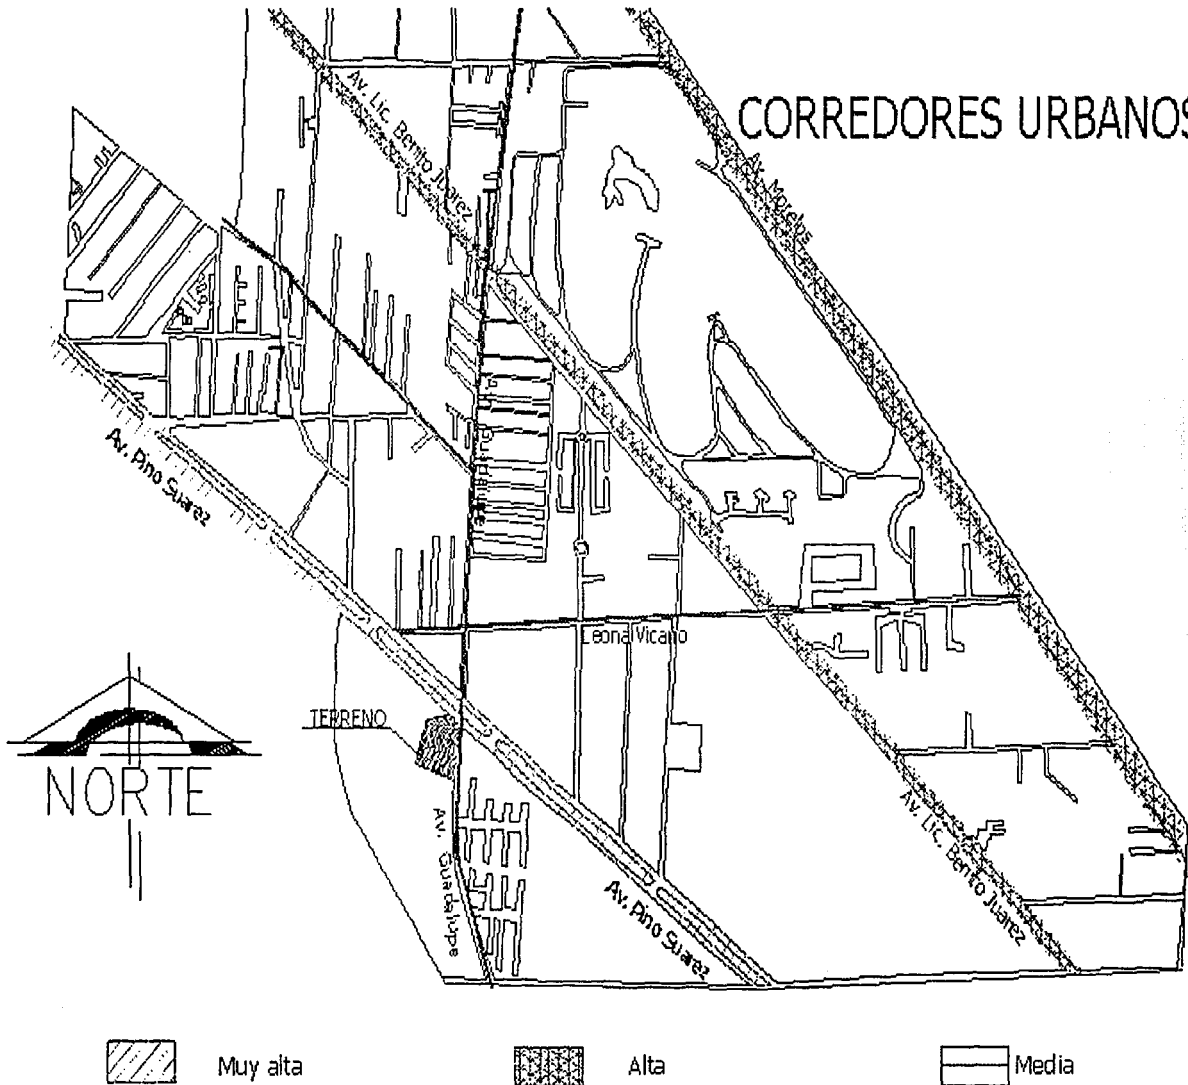 CORREDORES URBANOS
Av. Lic. Benito Juarez
Av. Morelos
Av. Pino Suarez
Leona Vicario
TERRENO
NORTE
Av. Guadalupe
Av. Lic. Benito Juarez
Av. Pino Suarez
Muy alta
Alta
Media